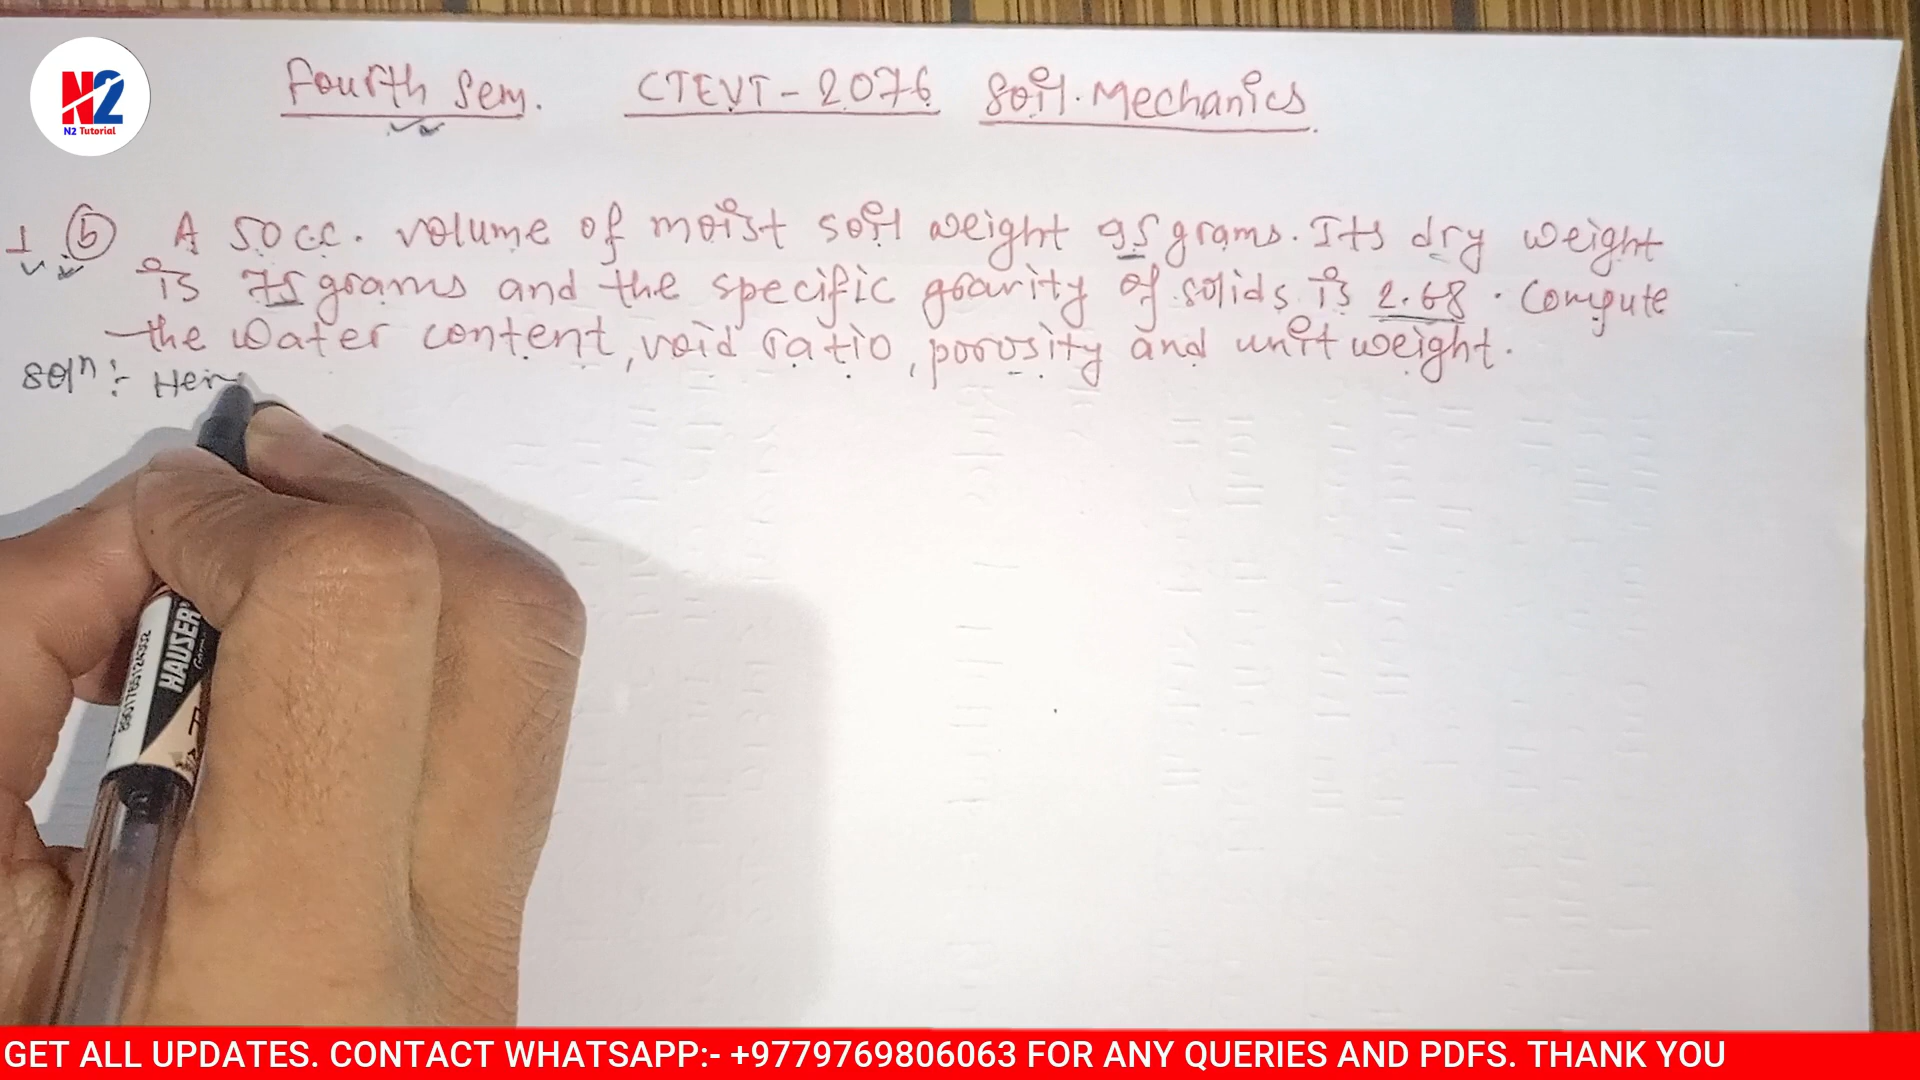 N2
N2 Tutorial
Fourth Sem. CTEVT - 2076 Soil. Mechanics
1 (b) A 50 c.c. volume of moist soil weight 95 grams. Its dry weight
is 75 grams and the specific gravity of solids is 2.68. Compute
the water content, void ratio, porosity and unit weight.
Solⁿ:- Her
HAUSER
GET ALL UPDATES. CONTACT WHATSAPP:- +9779769806063 FOR ANY QUERIES AND PDFS. THANK YOU